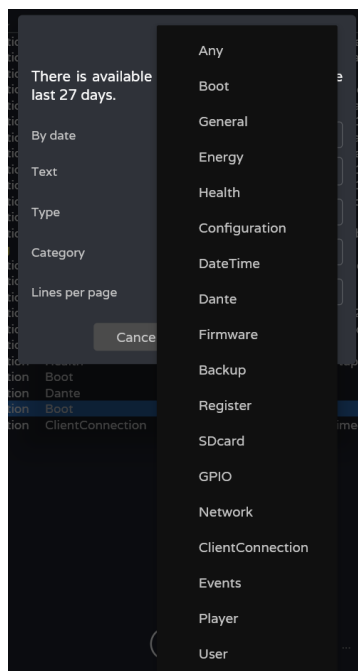 There is available e
last 27 days.
By date
Text
Type
Category
Lines per page
Cance
Any
Boot
General
Energy
Health
Configuration
DateTime
Dante
Firmware
Backup
Register
SDcard
GPIO
Network
ClientConnection
Events
Player
User
tion Boot
tion Dante
tion Boot
tion ClientConnection
...